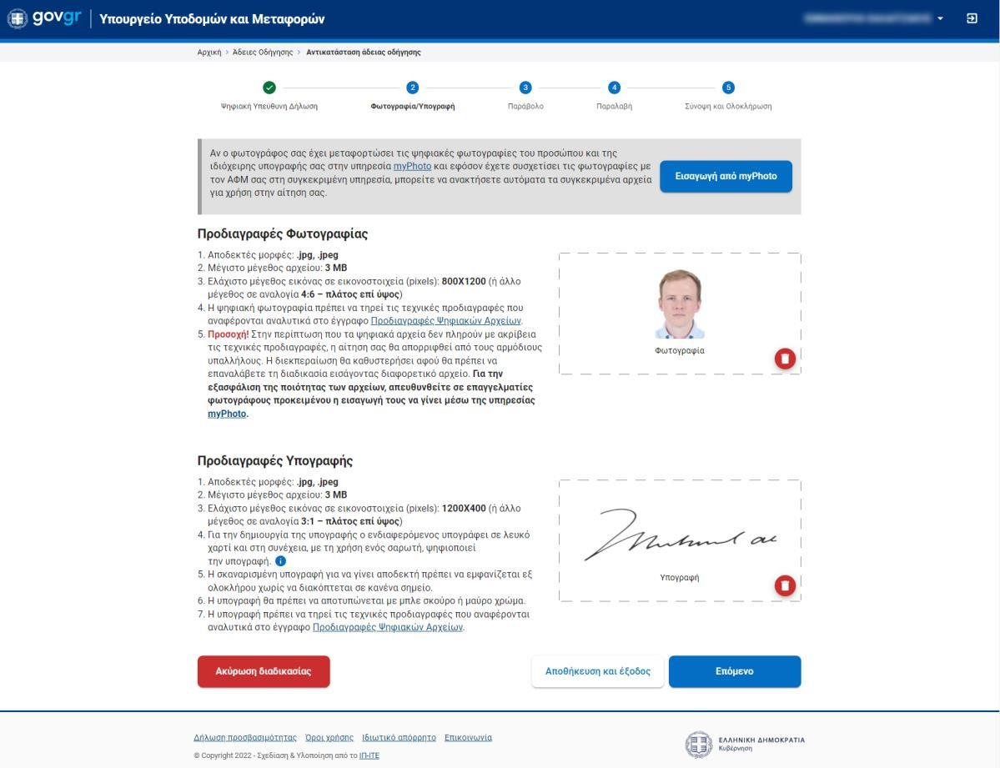 govgr Υπουργείο Υποδομών και Μεταφορών
Αρχική > Άδειες Οδήγησης > Αντικατάσταση άδειας οδήγησης
2 3 4 5
Ψηφιακή Υπεύθυνη Δήλωση Φωτογραφία/Υπογραφή Παράβολο Παραλαβή Σύνοψη και Ολοκλήρωση
Αν ο φωτογράφος σας έχει μεταφορτώσει τις ψηφιακές φωτογραφίες του προσώπου και της
ιδιόχειρης υπογραφής σας στην υπηρεσία myPhoto και εφόσον έχετε συσχετίσει τις φωτογραφίες με
τον ΑΦΜ σας στη συγκεκριμένη υπηρεσία, μπορείτε να ανακτήσετε αυτόματα τα συγκεκριμένα αρχεία
για χρήση στην αίτηση σας.
Εισαγωγή από myPhoto
Προδιαγραφές Φωτογραφίας
1. Αποδεκτές μορφές: .jpg, .jpeg
2. Μέγιστο μέγεθος αρχείου: 3 MB
3. Ελάχιστο μέγεθος εικόνας σε εικονοστοιχεία (pixels): 800X1200 (ή άλλο
μέγεθος σε αναλογία 4:6 – πλάτος επί ύψος)
4. Η ψηφιακή φωτογραφία πρέπει να τηρεί τις τεχνικές προδιαγραφές που
αναφέρονται αναλυτικά στο έγγραφο Προδιαγραφές Ψηφιακών Αρχείων.
5. Προσοχή! Στην περίπτωση που τα ψηφιακά αρχεία δεν πληρούν με ακρίβεια
τις τεχνικές προδιαγραφές, η αίτηση σας θα απορριφθεί από τους αρμόδιους
υπαλλήλους. Η διεκπεραίωση θα καθυστερήσει αφού θα πρέπει να
επαναλάβετε τη διαδικασία εισάγοντας διαφορετικό αρχείο. Για την
εξασφάλιση της ποιότητας των αρχείων, απευθυνθείτε σε επαγγελματίες
φωτογράφους προκειμένου η εισαγωγή τους να γίνει μέσω της υπηρεσίας
myPhoto.
Φωτογραφία
Προδιαγραφές Υπογραφής
1. Αποδεκτές μορφές: .jpg, .jpeg
2. Μέγιστο μέγεθος αρχείου: 3 MB
3. Ελάχιστο μέγεθος εικόνας σε εικονοστοιχεία (pixels): 1200X400 (ή άλλο
μέγεθος σε αναλογία 3:1 – πλάτος επί ύψος)
4. Για την δημιουργία της υπογραφής ο ενδιαφερόμενος υπογράφει σε λευκό
χαρτί και στη συνέχεια, με τη χρήση ενός σαρωτή, ψηφιοποιεί
την υπογραφή. i
5. Η σκαναρισμένη υπογραφή για να γίνει αποδεκτή πρέπει να εμφανίζεται εξ
ολοκλήρου χωρίς να διακόπτεται σε κανένα σημείο.
6. Η υπογραφή θα πρέπει να αποτυπώνεται με μπλε σκούρο ή μαύρο χρώμα.
7. Η υπογραφή πρέπει να τηρεί τις τεχνικές προδιαγραφές που αναφέρονται
αναλυτικά στο έγγραφο Προδιαγραφές Ψηφιακών Αρχείων.
Υπογραφή
Ακύρωση διαδικασίας Αποθήκευση και έξοδος Επόμενο
Δήλωση προσβασιμότητας Όροι χρήσης Ιδιωτικό απόρρητο Επικοινωνία
© Copyright 2022 - Σχεδίαση & Υλοποίηση από το ΙΠ-ΙΤΕ
ΕΛΛΗΝΙΚΗ ΔΗΜΟΚΡΑΤΙΑ
Κυβέρνηση